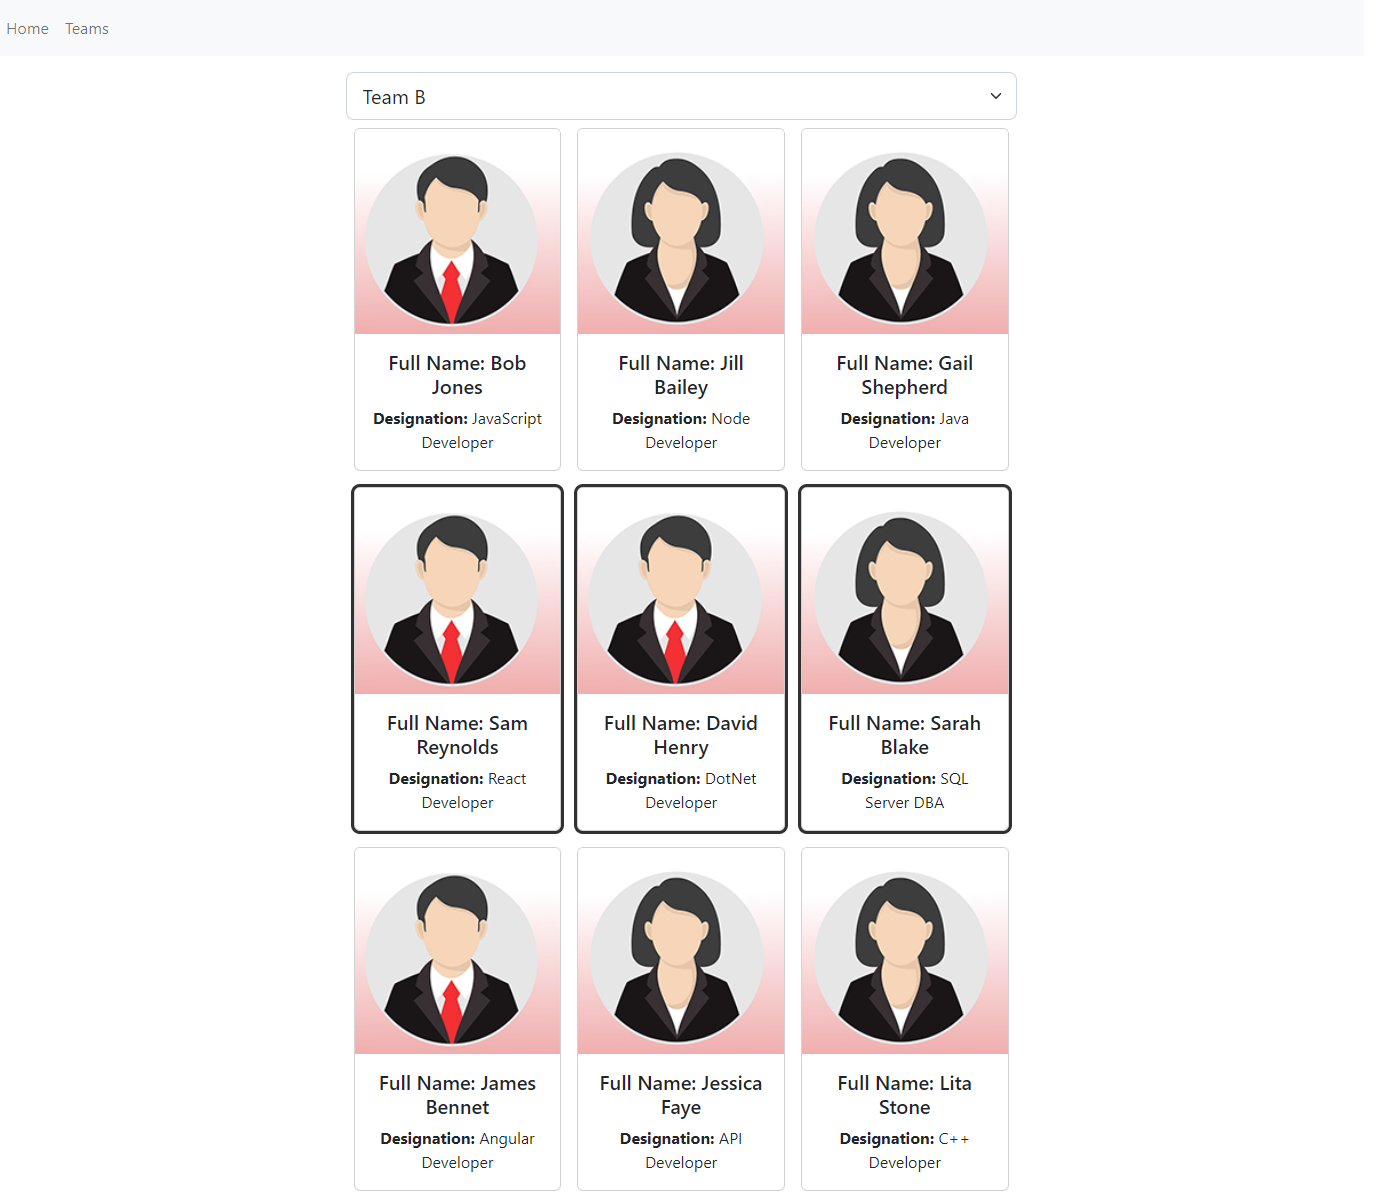 Home Teams
Team B
Full Name: Bob
Jones
Designation: JavaScript
Developer
Full Name: Jill
Bailey
Designation: Node
Developer
Full Name: Gail
Shepherd
Designation: Java
Developer
Full Name: Sam
Reynolds
Designation: React
Developer
Full Name: David
Henry
Designation: DotNet
Developer
Full Name: Sarah
Blake
Designation: SQL
Server DBA
Full Name: James
Bennet
Designation: Angular
Developer
Full Name: Jessica
Faye
Designation: API
Developer
Full Name: Lita
Stone
Designation: C++
Developer